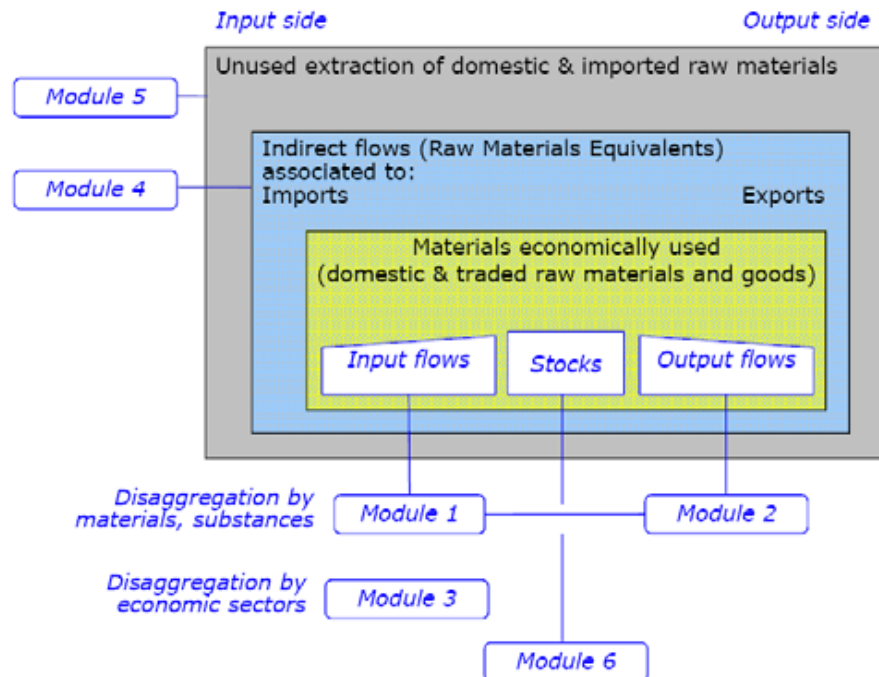 Input side
Output side
Unused extraction of domestic & imported raw materials
Module 5
Indirect flows (Raw Materials Equivalents)
associated to:
Module 4
Imports
Exports
Materials economically used
(domestic & traded raw materials and goods)
Input flows
Stocks
Output flows
Disaggregation by
materials, substances
Module 1
Module 2
Disaggregation by
economic sectors
Module 3
Module 6